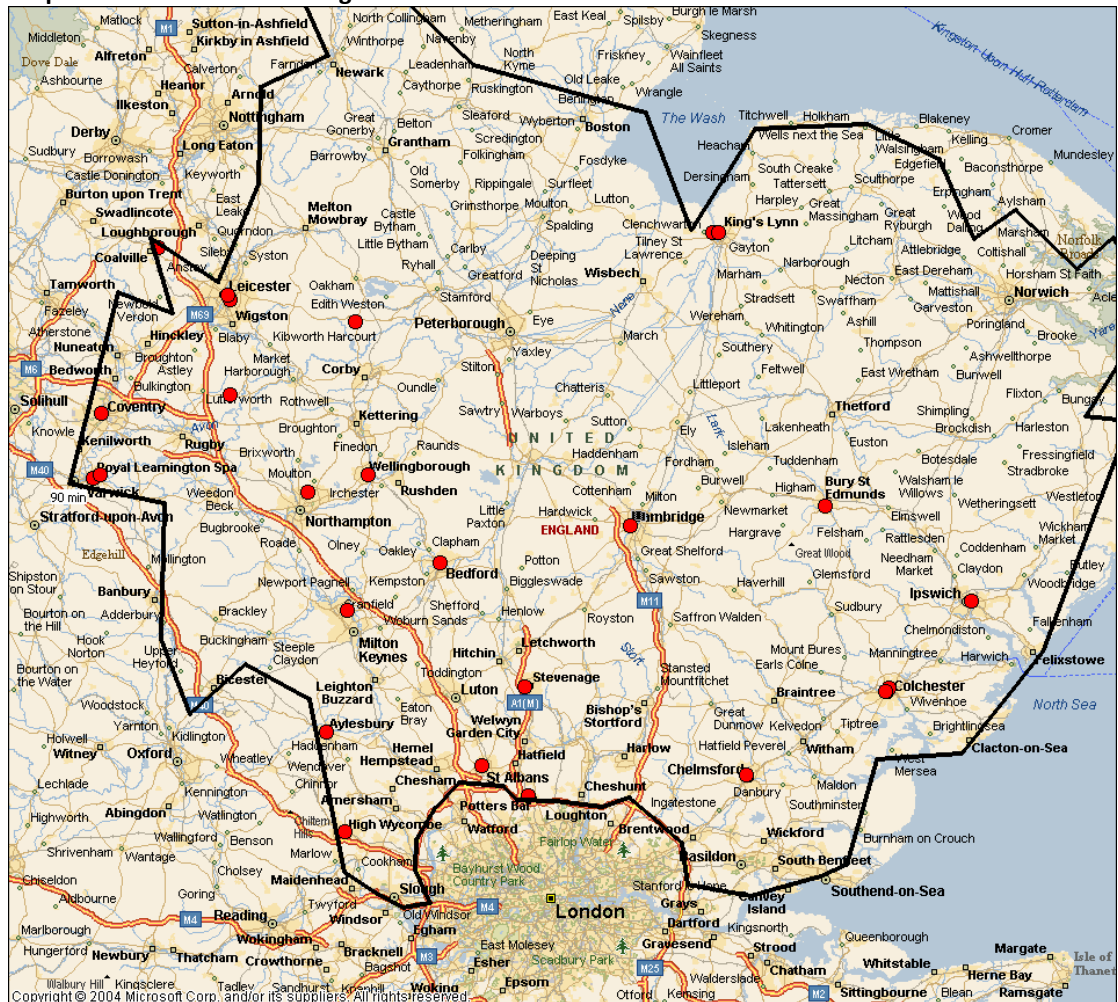 Matlock
Sutton-in-Ashfield
North Collingham
Metheringham
East Keal
Spilsby
Burgh le Marsh
Middleton
M1
Kirkby in Ashfield
Winthorpe
Navenby
Skegness
Alfreton
Farndon
Leadenham
North Kyme
Friskney
Wainfleet All Saints
Dove Dale
Calverton
Newark
Old Leake
Kingston Upon Hull-Rotterdam
Ashbourne
Heanor
Arnold
Caythorpe
Ruskington
Benington
Wrangle
Ilkeston
Nottingham
Great Gonerby
Belton
Sleaford
Wyberton
Boston
The Wash
Titchwell
Holkham
Blakeney
Derby
Scredington
Wells next the Sea
Little Walsingham
Kelling
Cromer
Sudbury
Borrowash
Long Eaton
Barrowby
Grantham
Folkingham
Fosdyke
Heacham
Edgefield
Baconsthorpe
Mundesley
Castle Donington
Keyworth
Old Somerby
Rippingale
Surfleet
Dersingham
South Creake
Tattersett
Sculthorpe
Erpingham
Burton upon Trent
East Leake
Melton Mowbray
Grimsthorpe
Moulton
Lutton
Harpley
Great Massingham
Great Ryburgh
Wood Dalling
Aylsham
Swadlincote
Quorndon
Castle Bytham
Spalding
Clenchwarton
King's Lynn
Marsham
Loughborough
Sileby
Syston
Little Bytham
Carlby
Tilney St Lawrence
Gayton
Litcham
Attlebridge
Coltishall
Norfolk Broads
Coalville
Anstey
Ryhall
Deeping St Nicholas
Wisbech
Marham
Narborough
East Dereham
Horsham St Faith
Tamworth
Leicester
Oakham
Greatford
Necton
Mattishall
Norwich
Fazeley
Newbold Verdon
Edith Weston
Stamford
Nene
Stradsett
Swaffham
Garveston
Acle
Atherstone
M69
Wigston
Peterborough
Eye
Wereham
Whittington
Ashill
Poringland
Hinckley
Blaby
Kibworth Harcourt
March
Thompson
Brooke
Yare
Nuneaton
Broughton Astley
Market Harborough
Corby
Yaxley
Southery
Feltwell
Ashwellthorpe
M6
Bedworth
Bulkington
Lutterworth
Oundle
Stilton
Chatteris
Littleport
East Wretham
Bunwell
Flixton
Solihull
Coventry
Rothwell
Sawtry
Warboys
Thetford
Shimpling
Bungay
Knowle
Kenilworth
Avon
Rugby
Broughton
Kettering
UNITED KINGDOM
Sutton
Ely
Lark
Lakenheath
Brockdish
Harleston
M40
Royal Leamington Spa
Brixworth
Finedon
Raunds
Haddenham
Isleham
Euston
Botesdale
Fressingfield
Warwick
Moulton
Wellingborough
Fordham
Tuddenham
Stradbroke
90 min
Weedon Beck
Irchester
Rushden
Cottenham
Burwell
Higham
Bury St Edmunds
Walsham le Willows
Wetheringsett
Westleton
Stratford-upon-Avon
Northampton
Little Paxton
Hardwick
Milton
Newmarket
Elmswell
Bugbrooke
ENGLAND
Cambridge
Hargrave
Felsham
Rattlesden
Wickham Market
Edgehill
Roade
Olney
Oakley
Clapham
Great Shelford
Great Wood
Needham Market
Coddenham
Mollington
Bedford
Potton
Claydon
Butley
Shipston on Stour
Newport Pagnell
Kempston
Biggleswade
Sawston
Haverhill
Glemsford
Woodbridge
Banbury
Cranfield
Shefford
Henlow
M11
Ipswich
Bourton on the Hill
Adderbury
Brackley
Woburn Sands
Royston
Saffron Walden
Sudbury
Falkenham
Hook Norton
Buckingham
Milton Keynes
Letchworth
Chelmondiston
Upper Heyford
Steeple Claydon
Hitchin
Stort
Mount Bures
Manningtree
Harwich
Felixstowe
Bourton on the Water
Toddington
Stansted Mountfitchet
Earls Colne
Bicester
Leighton Buzzard
Luton
Stevenage
Braintree
Colchester
Woodstock
M40
Eaton Bray
A1(M)
Bishop's Stortford
Great Dunnow
Wivenhoe
North Sea
Yarnton
Kidlington
Aylesbury
Welwyn Garden City
Kelvedon
Tiptree
Brightlingsea
Holwell
Witney
Oxford
Haddenham
Hemel Hempstead
Hatfield
Harlow
Hatfield Peverel
Witham
Clacton-on-Sea
Wheatley
Wendover
West Mersea
Lechlade
Chinnor
Chesham
St Albans
Cheshunt
Chelmsford
Danbury
Maldon
Abingdon
Amersham
Potters Bar
Ingatestone
Southminster
Highworth
Watlington
Chiltern Hills
Watford
Loughton
Brentwood
Wickford
Burnham on Crouch
Wallingford
Benson
High Wycombe
Fairlop Water
Shrivenham
Wantage
Marlow
Cookham
Bayhurst Wood Country Park
Basildon
South Benfleet
Chiseldon
Cholsey
Maidenhead
Slough
Stanford le Hope
Southend-on-Sea
Aldbourne
Goring
Twyford
Canvey Island
M4
Reading
Windsor
Old Windsor
M4
London
Grays
Marlborough
Wokingham
Egham
Dartford
Kingsnorth
Queenborough
Hungerford
Newbury
Thatcham
Bracknell
M3
East Molesey
Gravesend
Strood
Margate
Crowthorne
Bagshot
Esher
Scadbury Park
M25
Chatham
Whitstable
Isle of Thanet
Walbury Hill
Kingsclere
Tadley
Sandhurst
Woking
Epsom
Walderslade
Herne Bay
Otford
Kemsing
M2
Sittingbourne
Blean
Ramsgate
Copyright © 2004 Microsoft Corp. and/or its suppliers. All rights reserved.